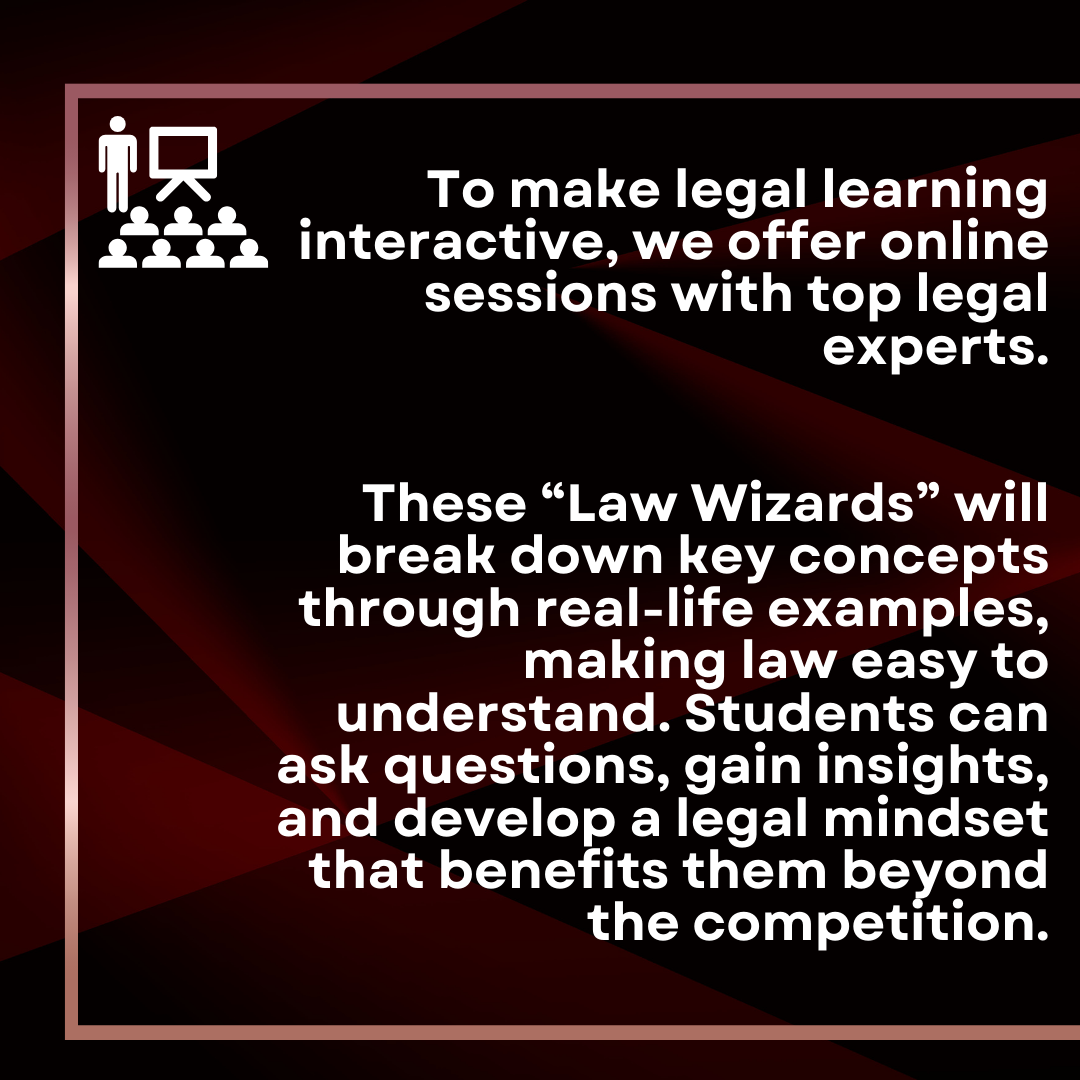 To make legal learning
interactive, we offer online
sessions with top legal
experts.
These “Law Wizards” will
break down key concepts
through real-life examples,
making law easy to
understand. Students can
ask questions, gain insights,
and develop a legal mindset
that benefits them beyond
the competition.